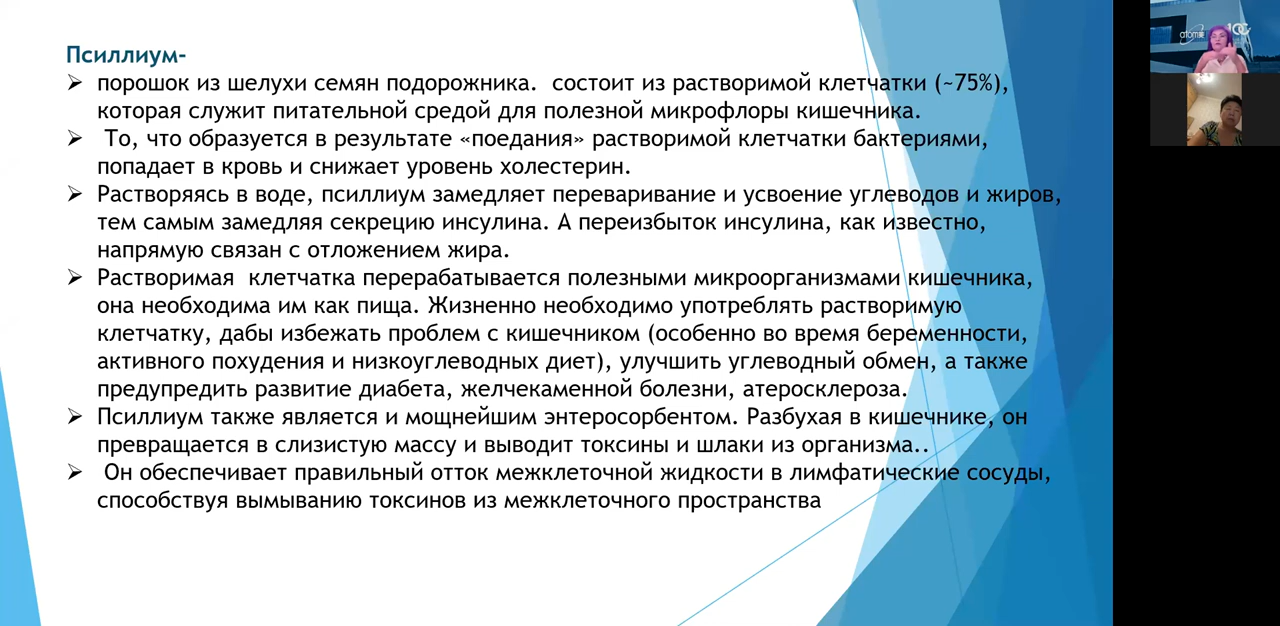 Псиллиум-
порошок из шелухи семян подорожника.  состоит из растворимой клетчатки (~75%),
которая служит питательной средой для полезной микрофлоры кишечника.
То, что образуется в результате «поедания» растворимой клетчатки бактериями,
попадает в кровь и снижает уровень холестерин.
Растворяясь в воде, псиллиум замедляет переваривание и усвоение углеводов и жиров,
тем самым замедляя секрецию инсулина. А переизбыток инсулина, как известно,
напрямую связан с отложением жира.
Растворимая  клетчатка перерабатывается полезными микроорганизмами кишечника,
она необходима им как пища. Жизненно необходимо употреблять растворимую
клетчатку, дабы избежать проблем с кишечником (особенно во время беременности,
активного похудения и низкоуглеводных диет), улучшить углеводный обмен, а также
предупредить развитие диабета, желчекаменной болезни, атеросклероза.
Псиллиум также является и мощнейшим энтеросорбентом. Разбухая в кишечнике, он
превращается в слизистую массу и выводит токсины и шлаки из организма..
Он обеспечивает правильный отток межклеточной жидкости в лимфатические сосуды,
способствуя вымыванию токсинов из межклеточного пространства